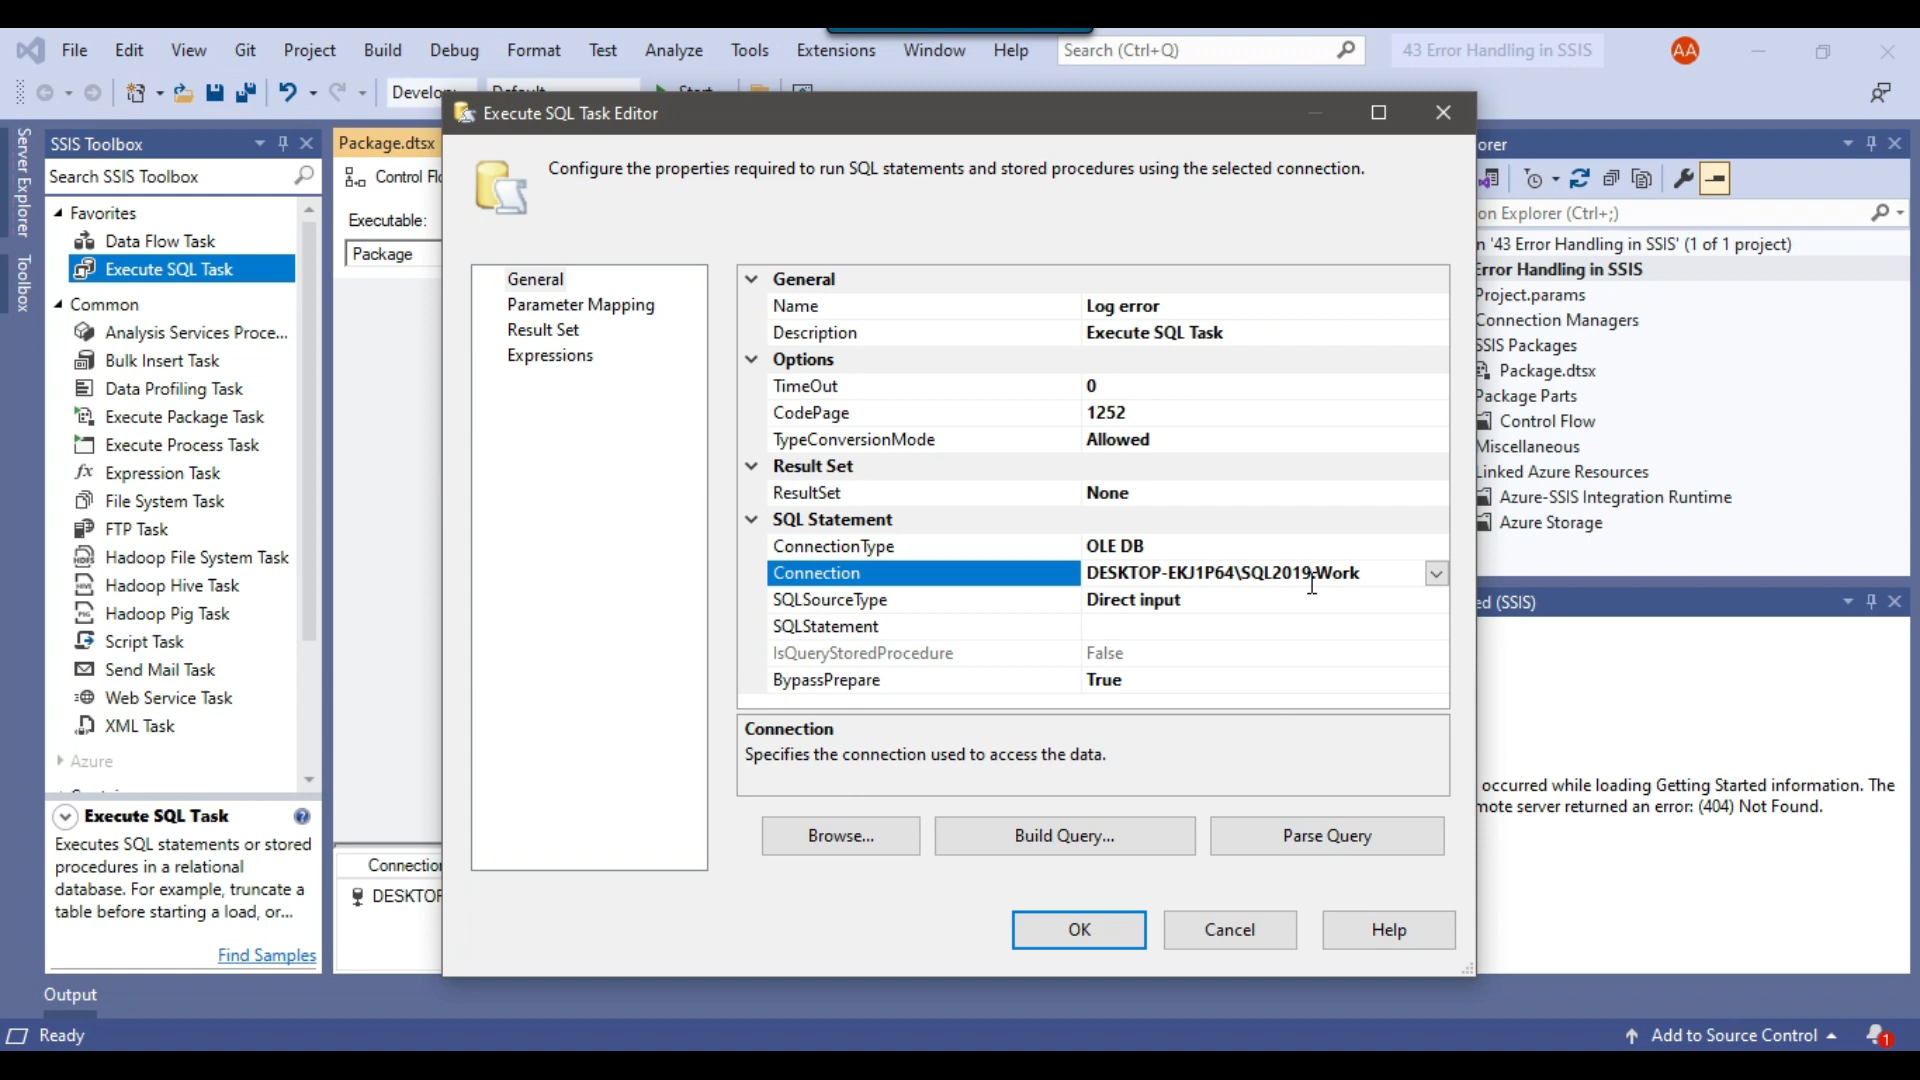 File Edit View Git Project Build Debug Format Test Analyze Tools Extensions Window Help Search (Ctrl+Q) 43 Error Handling in SSIS AA
Develop Default Start
Server Explorer
Toolbox
SSIS Toolbox
Search SSIS Toolbox
Favorites
Data Flow Task
Execute SQL Task
Common
Analysis Services Proce...
Bulk Insert Task
Data Profiling Task
Execute Package Task
Execute Process Task
Expression Task
File System Task
FTP Task
Hadoop File System Task
Hadoop Hive Task
Hadoop Pig Task
Script Task
Send Mail Task
Web Service Task
XML Task
Azure
Execute SQL Task
Executes SQL statements or stored
procedures in a relational
database. For example, truncate a
table before starting a load, or...
Find Samples
Package.dtsx
Control Flo
Executable:
Package
Connection
DESKTOP
Execute SQL Task Editor
Configure the properties required to run SQL statements and stored procedures using the selected connection.
General
Parameter Mapping
Result Set
Expressions
General
Name Log error
Description Execute SQL Task
Options
TimeOut 0
CodePage 1252
TypeConversionMode Allowed
Result Set
ResultSet None
SQL Statement
ConnectionType OLE DB
Connection DESKTOP-EKJ1P64\SQL2019.Work
SQLSourceType Direct input
SQLStatement
IsQueryStoredProcedure False
BypassPrepare True
Connection
Specifies the connection used to access the data.
Browse... Build Query... Parse Query
OK Cancel Help
orer
on Explorer (Ctrl+;)
n '43 Error Handling in SSIS' (1 of 1 project)
Error Handling in SSIS
Project.params
Connection Managers
SSIS Packages
Package.dtsx
Package Parts
Control Flow
Miscellaneous
Linked Azure Resources
Azure-SSIS Integration Runtime
Azure Storage
ed (SSIS)
occurred while loading Getting Started information. The
mote server returned an error: (404) Not Found.
Output
Ready
Add to Source Control 1